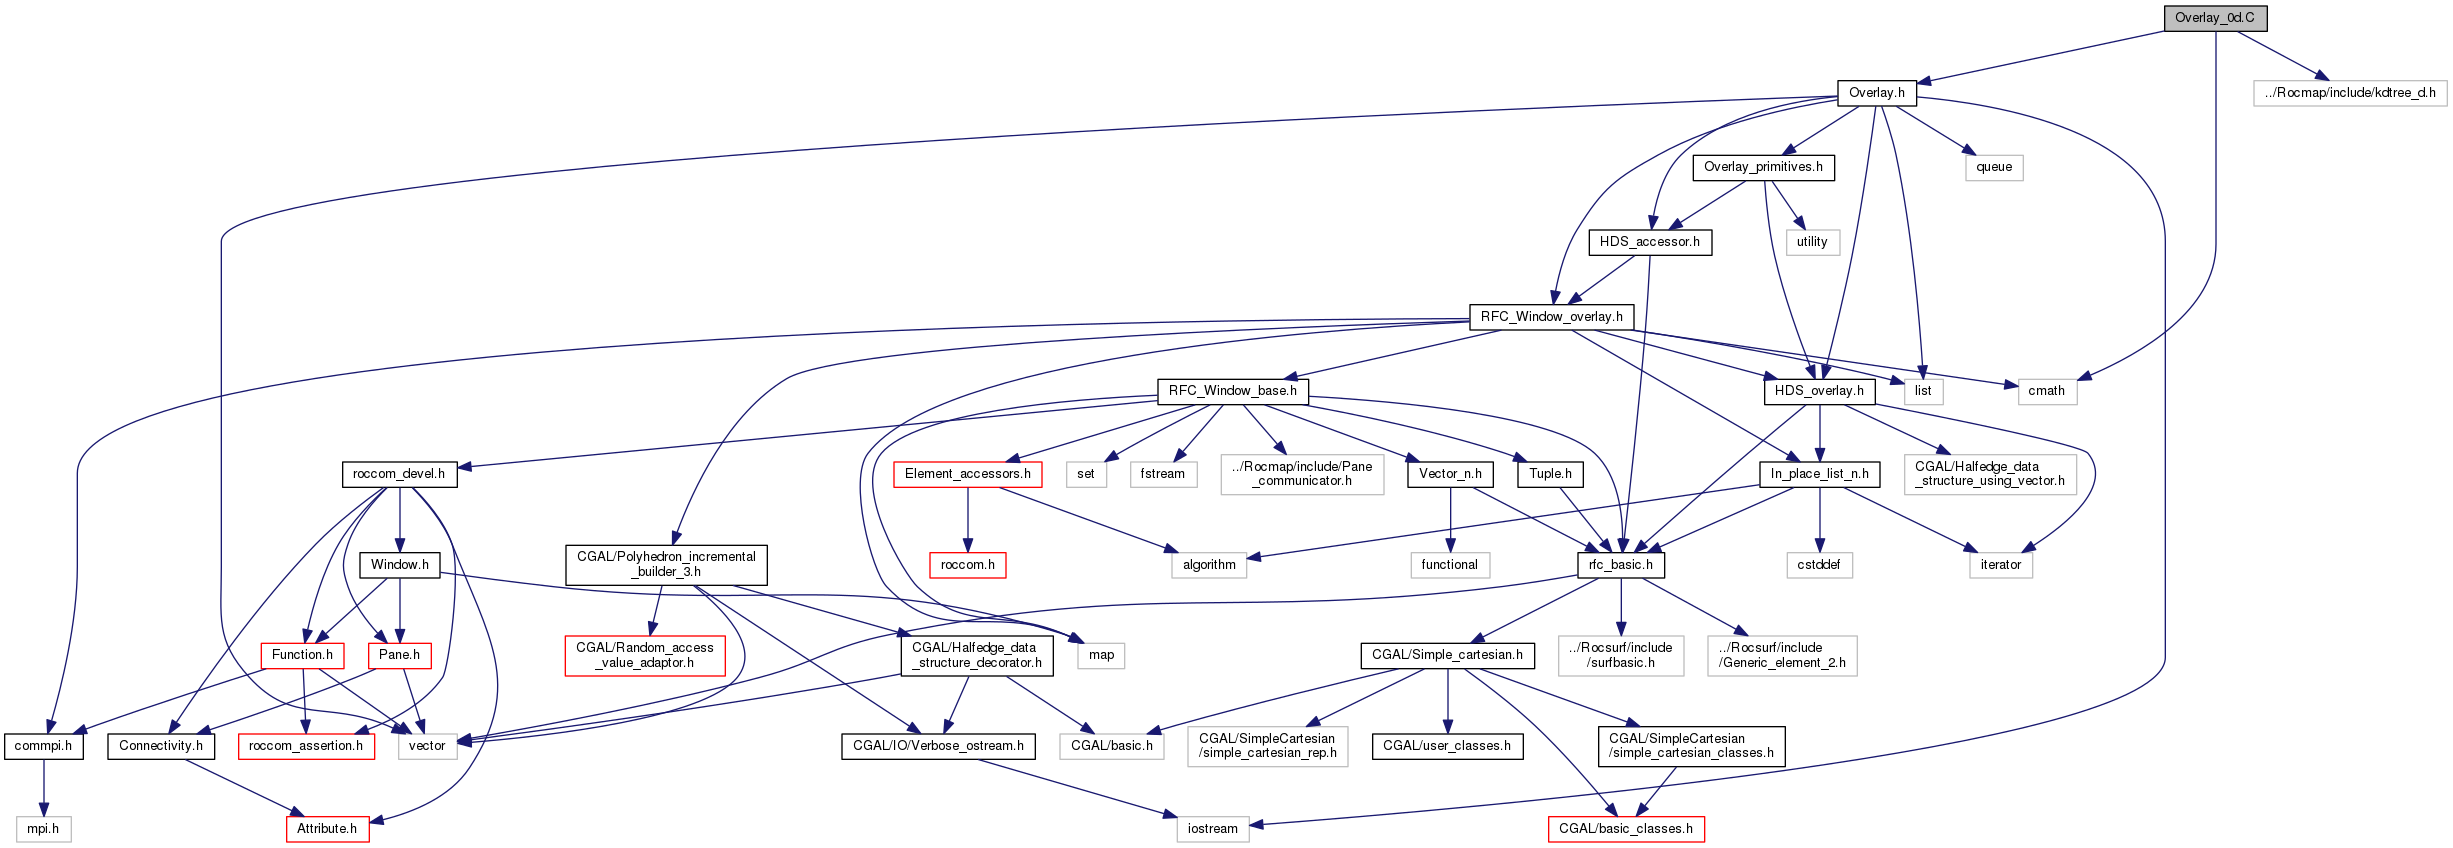 Overlay_0d.C
Overlay.h
../Rocmap/include/kdtree_d.h
Overlay_primitives.h
queue
HDS_accessor.h
utility
RFC_Window_overlay.h
RFC_Window_base.h
HDS_overlay.h
list
cmath
roccom_devel.h
Element_accessors.h
set
fstream
../Rocmap/include/Pane
_communicator.h
Vector_n.h
Tuple.h
In_place_list_n.h
CGAL/Halfedge_data
_structure_using_vector.h
Window.h
CGAL/Polyhedron_incremental
_builder_3.h
roccom.h
algorithm
functional
rfc_basic.h
cstddef
iterator
Function.h
Pane.h
CGAL/Random_access
_value_adaptor.h
CGAL/Halfedge_data
_structure_decorator.h
map
CGAL/Simple_cartesian.h
../Rocsurf/include
/surfbasic.h
../Rocsurf/include
/Generic_element_2.h
commpi.h
Connectivity.h
roccom_assertion.h
vector
CGAL/IO/Verbose_ostream.h
CGAL/basic.h
CGAL/SimpleCartesian
/simple_cartesian_rep.h
CGAL/user_classes.h
CGAL/SimpleCartesian
/simple_cartesian_classes.h
mpi.h
Attribute.h
iostream
CGAL/basic_classes.h